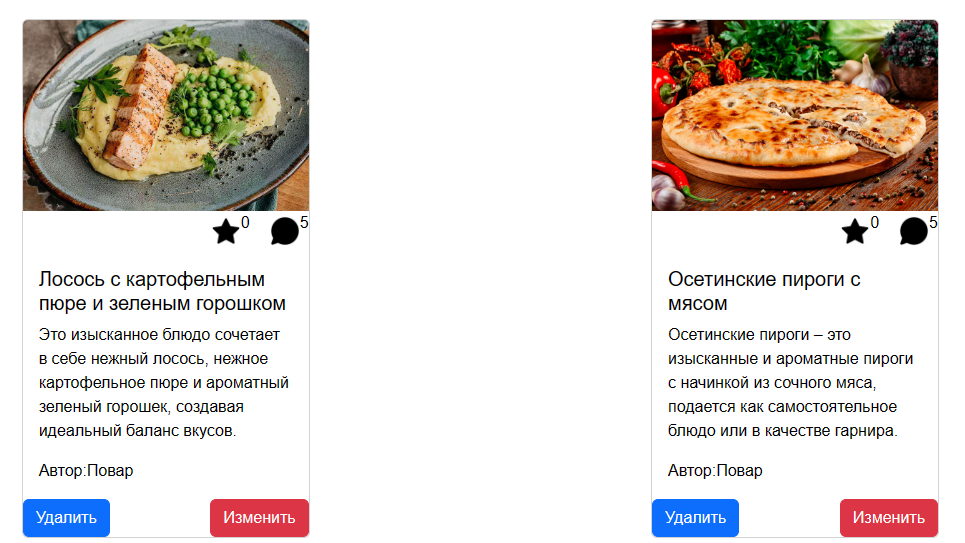 0 5
Лосось с картофельным
пюре и зеленым горошком
Это изысканное блюдо сочетает
в себе нежный лосось, нежное
картофельное пюре и ароматный
зеленый горошек, создавая
идеальный баланс вкусов.
Автор:Повар
Удалить Изменить
0 5
Осетинские пироги с
мясом
Осетинские пироги – это
изысканные и ароматные пироги
с начинкой из сочного мяса,
подается как самостоятельное
блюдо или в качестве гарнира.
Автор:Повар
Удалить Изменить